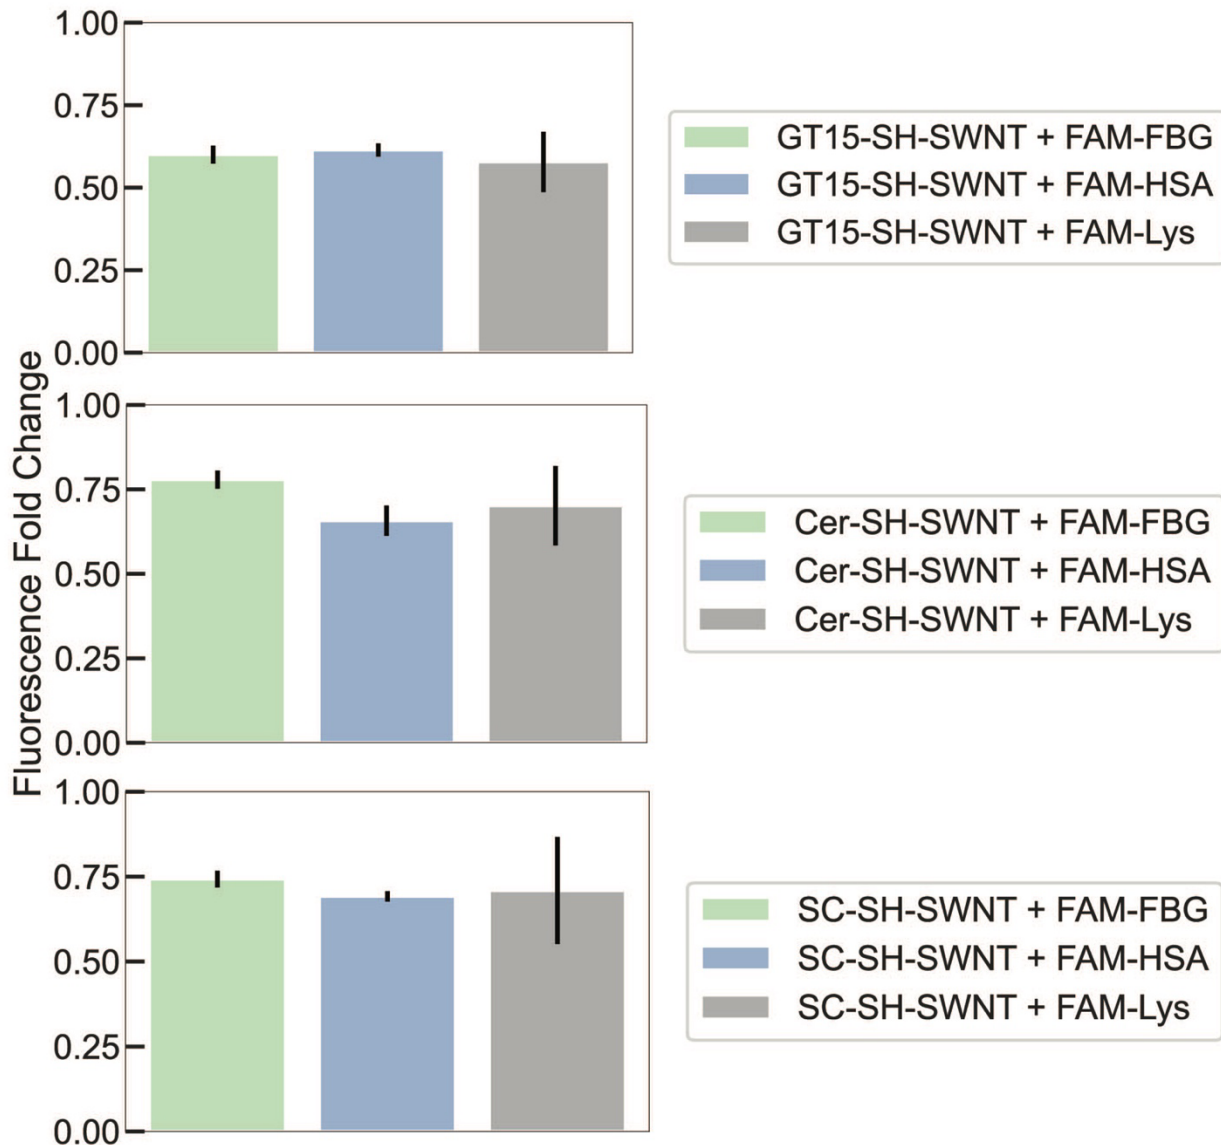 Fluorescence Fold Change
1.00
0.75
0.50
0.25
0.00
GT15-SH-SWNT + FAM-FBG
GT15-SH-SWNT + FAM-HSA
GT15-SH-SWNT + FAM-Lys
1.00
0.75
0.50
0.25
0.00
Cer-SH-SWNT + FAM-FBG
Cer-SH-SWNT + FAM-HSA
Cer-SH-SWNT + FAM-Lys
1.00
0.75
0.50
0.25
0.00
SC-SH-SWNT + FAM-FBG
SC-SH-SWNT + FAM-HSA
SC-SH-SWNT + FAM-Lys